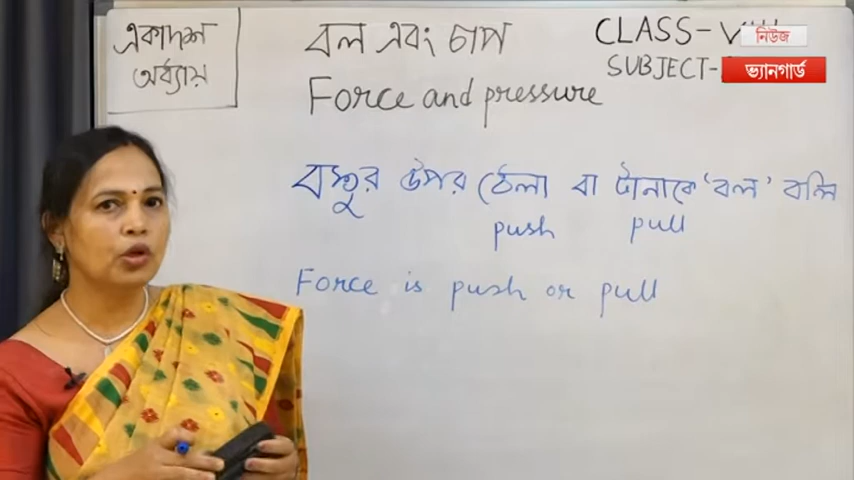 একাদশ
অধ্যায়
বল এবং চাপ
Force and pressure
CLASS-
SUBJECT-
নিউজ
ভ্যানগার্ড
বস্তুর উপর ঠেলা বা টানাকে 'বল' বলি
push pull
Force is push or pull